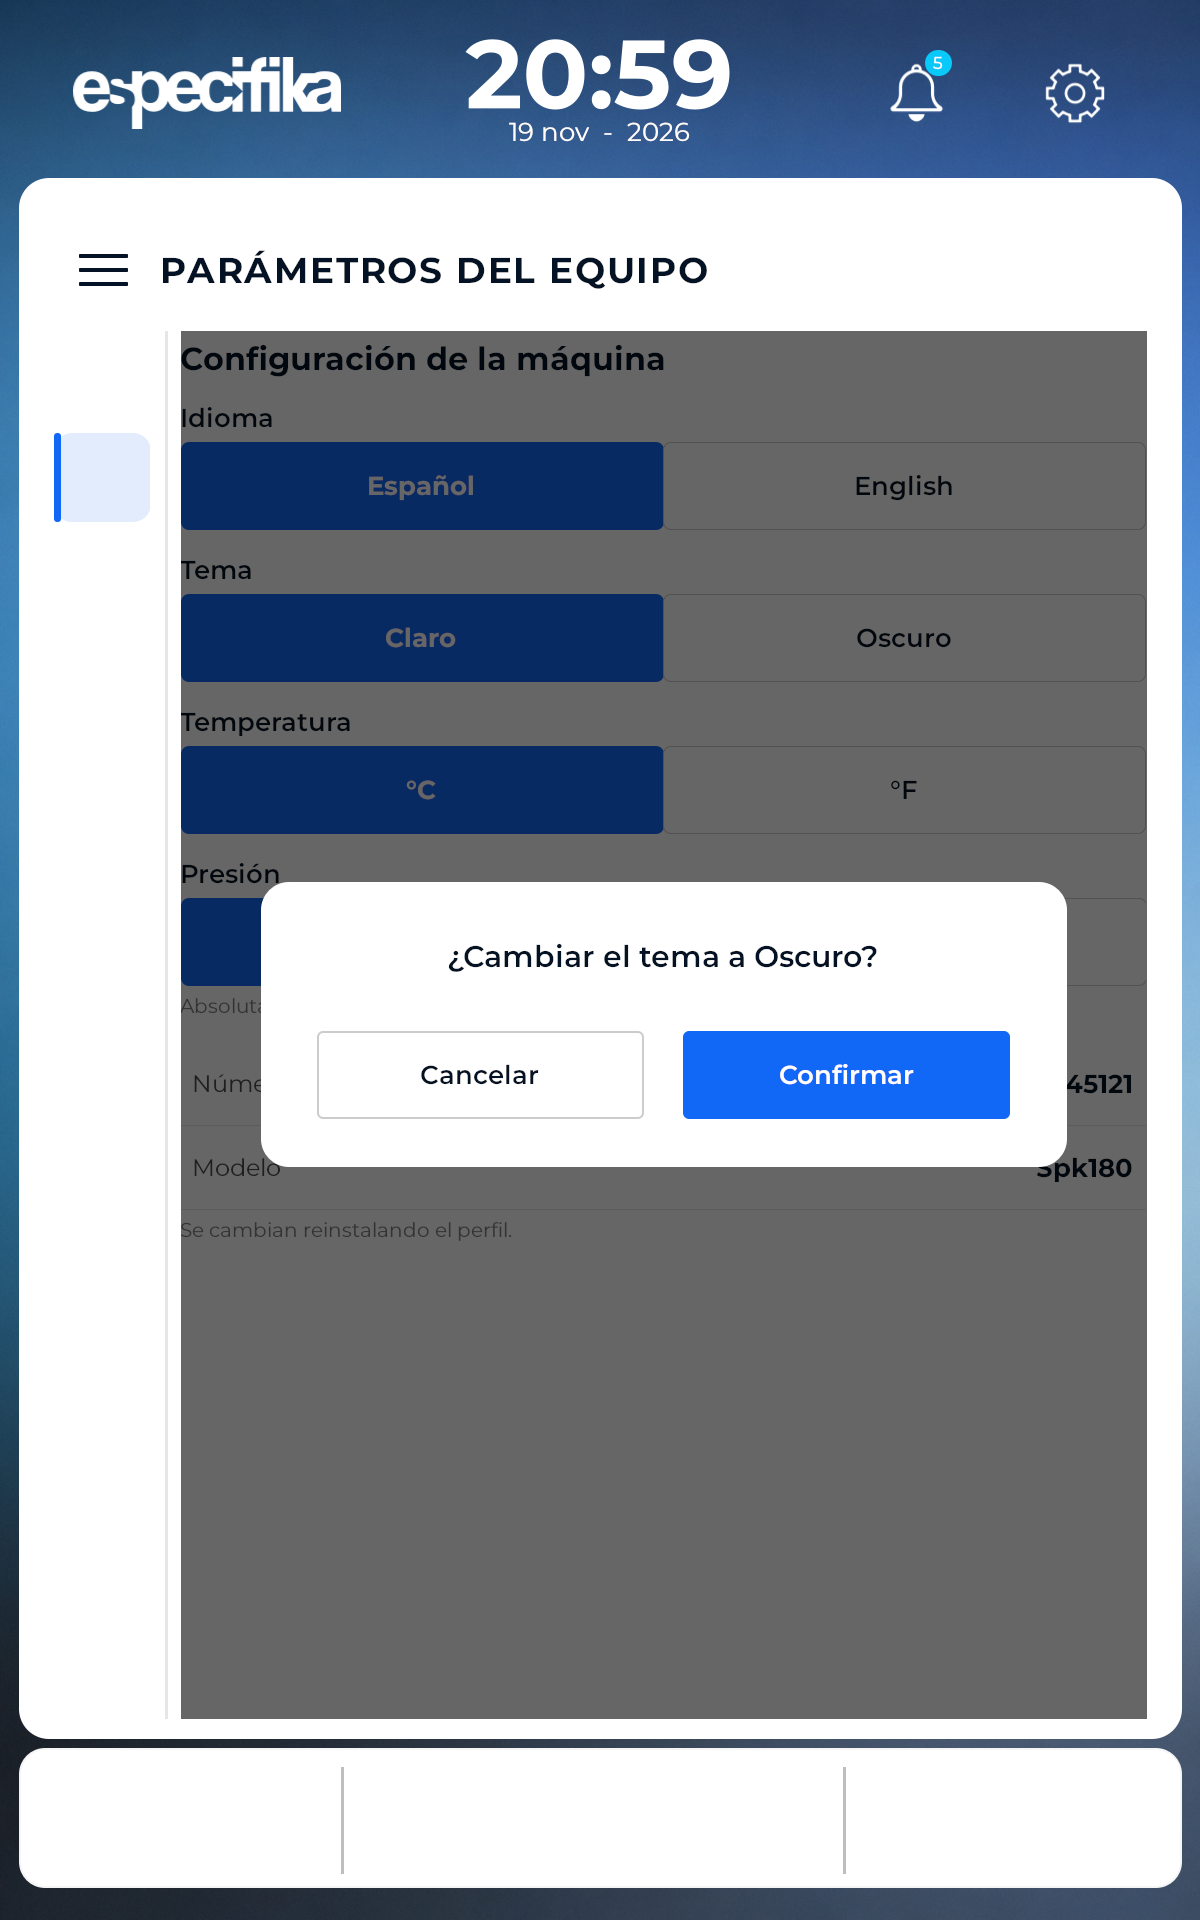 especifika
20:59
19 nov - 2026
5
PARÁMETROS DEL EQUIPO
Configuración de la máquina
Idioma
Español English
Tema
Claro Oscuro
Temperatura
°C °F
Presión
¿Cambiar el tema a Oscuro?
Cancelar Confirmar
45121
Modelo Spk180
Se cambian reinstalando el perfil.